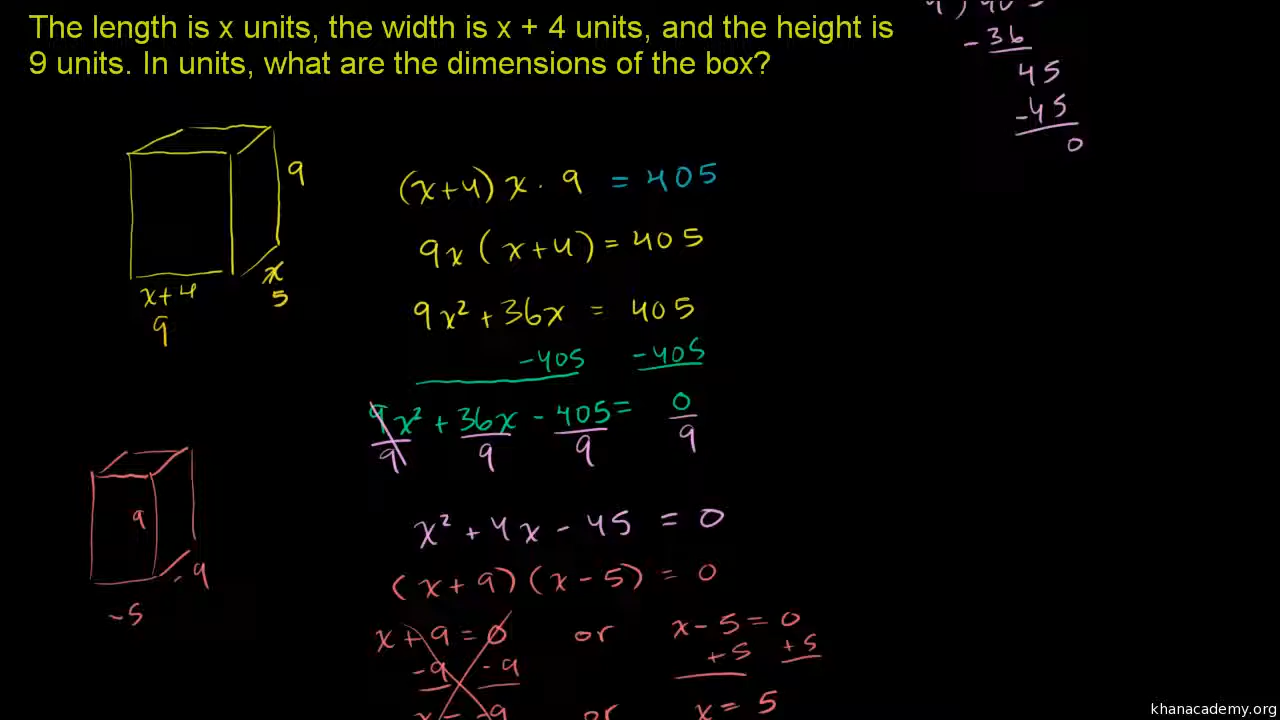 The length is x units, the width is x + 4 units, and the height is
9 units. In units, what are the dimensions of the box?
-36
45
-45
0
9
x+4
x
9
5
(x+4) x · 9 = 405
9x (x+4) = 405
9x² + 36x = 405
-405 -405
9x² + 36x - 405 = 0
9 9 9 9
x² + 4x - 45 = 0
(x+9)(x-5) = 0
x+9=0 or x-5=0
-9 -9 +5 +5
x = -9 or x = 5
9
-9
-5
khanacademy.org